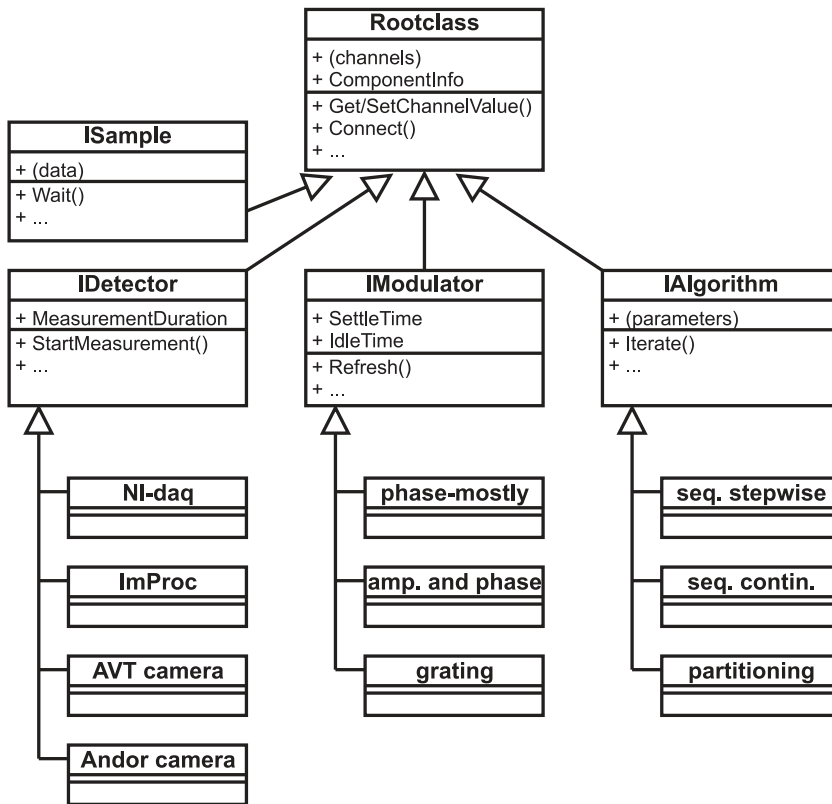 Rootclass
+ (channels)
+ ComponentInfo
+ Get/SetChannelValue()
+ Connect()
+ ...
ISample
+ (data)
+ Wait()
+ ...
IDetector
+ MeasurementDuration
+ StartMeasurement()
+ ...
IModulator
+ SettleTime
+ IdleTime
+ Refresh()
+ ...
IAlgorithm
+ (parameters)
+ Iterate()
+ ...
NI-daq
ImProc
AVT camera
Andor camera
phase-mostly
amp. and phase
grating
seq. stepwise
seq. contin.
partitioning